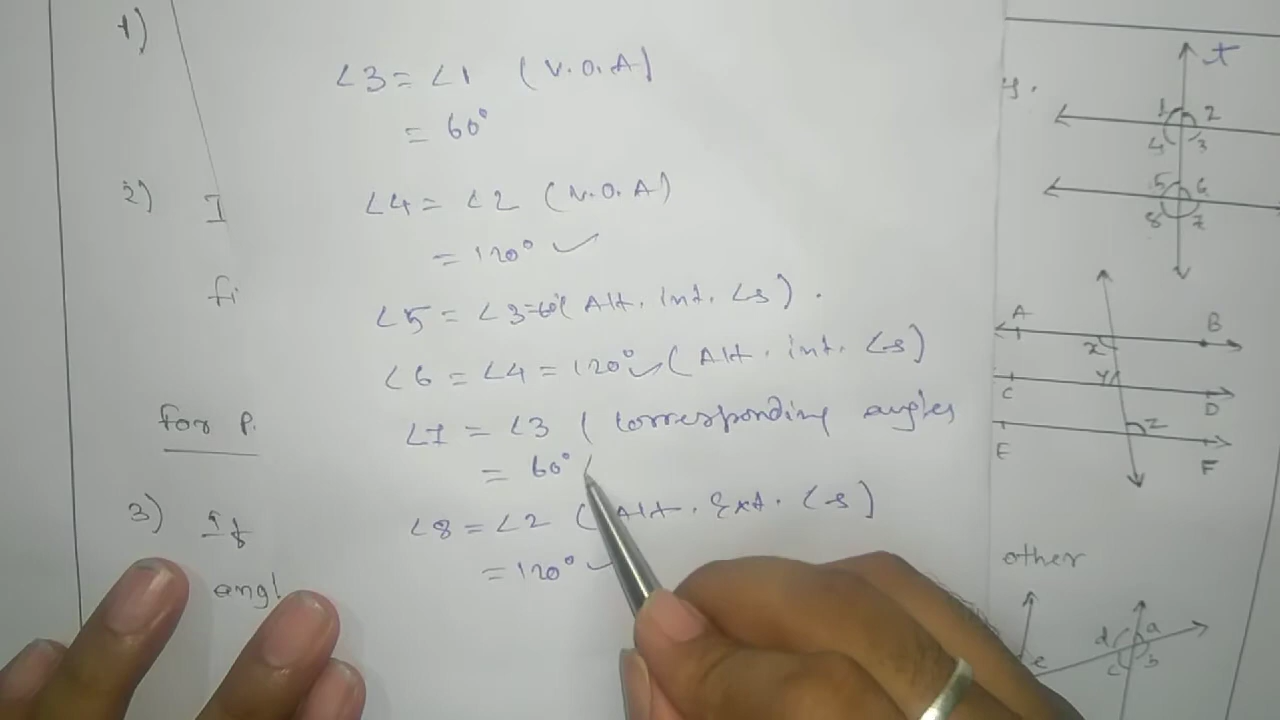 1)
∠3 = ∠1 (V.O.A)
= 60°
2) I
∠4 = ∠2 (V.O.A)
= 120° ✓
fi
∠5 = ∠3=60° (Alt. int. ∠s).
∠6 = ∠4 = 120° ✓ (Alt. int. ∠s)
For P.
∠7 = ∠3 (corresponding angles
= 60° (
3) If
∠8 = ∠2 (Alt. Ext. ∠s)
= 120° ✓
angl
t
y.
1 2
4 3
5 6
8 7
A B
x
y
C D
z
E F
other
d a
e c b